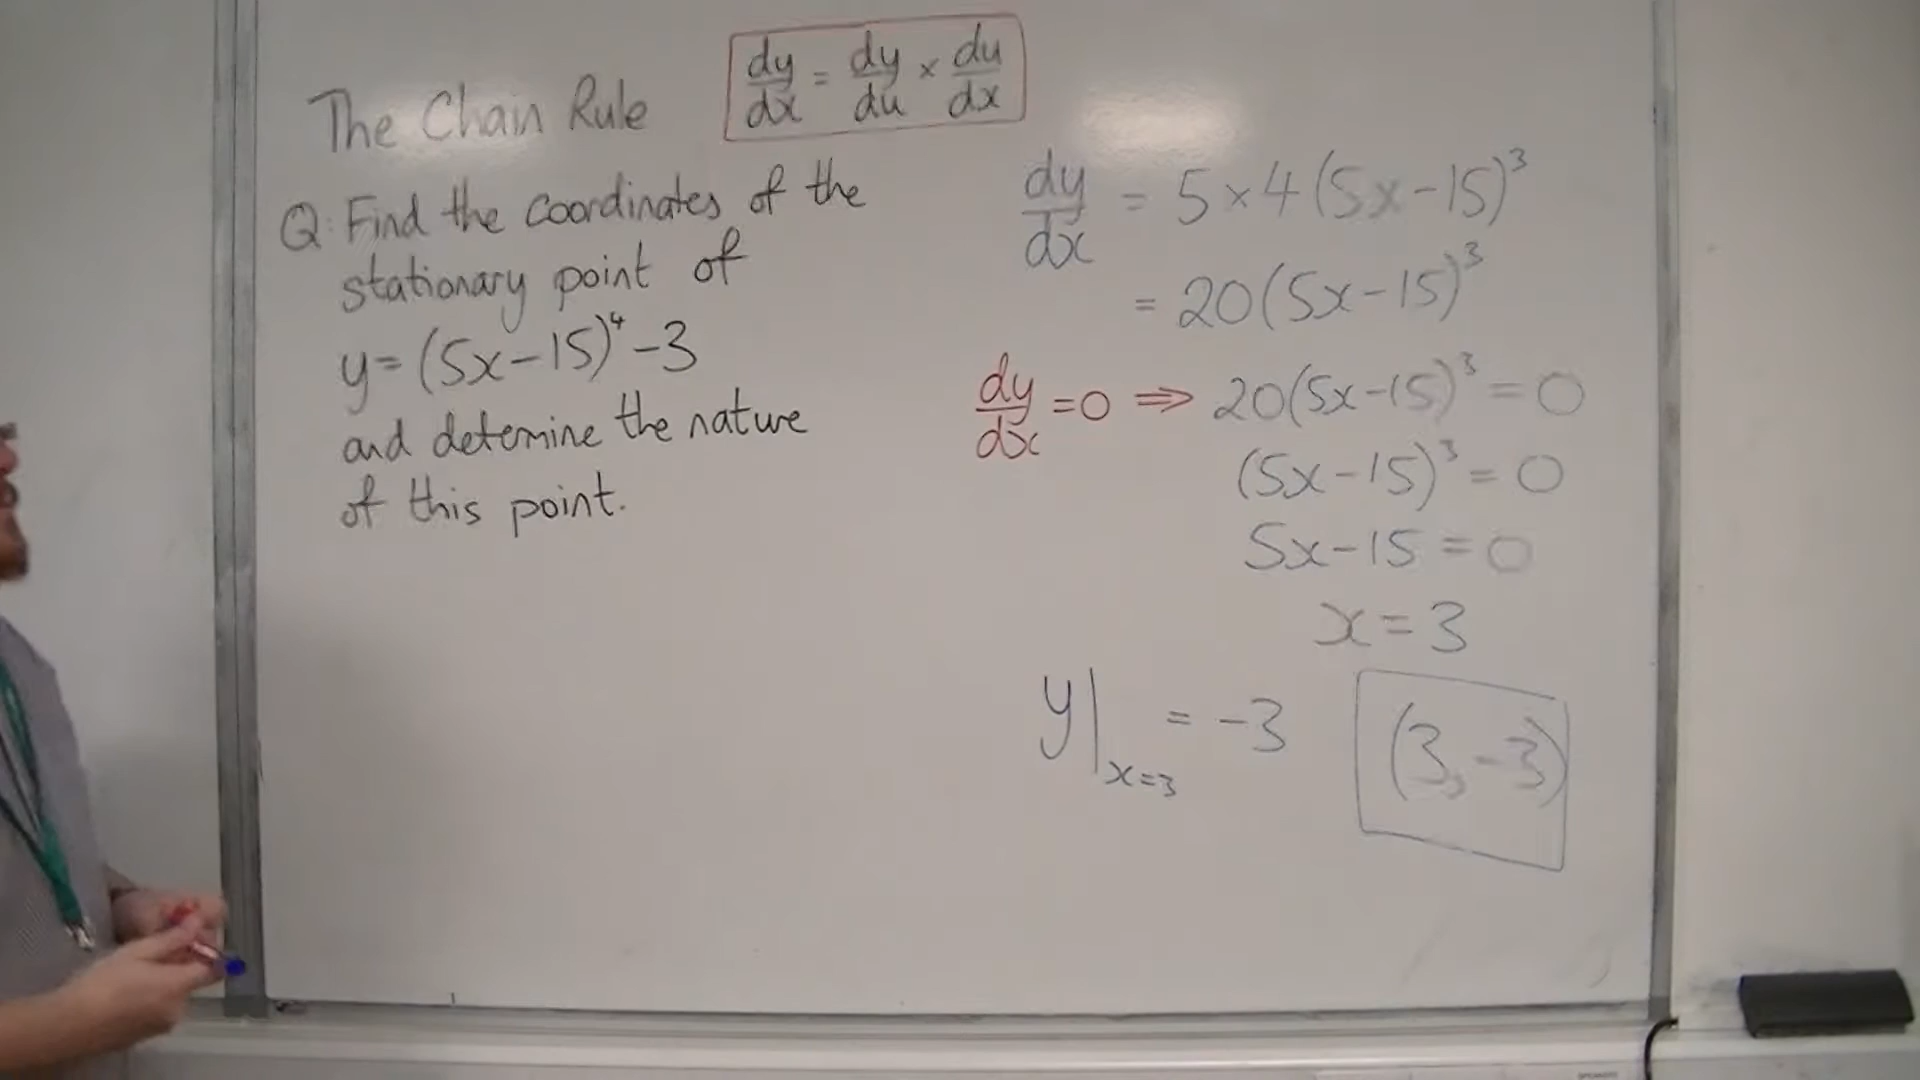 The Chain Rule
dy/dx = dy/du × du/dx
Q: Find the coordinates of the
stationary point of
y=(5x-15)⁴-3
and detemine the nature
of this point.
dy/dx = 5×4(5x-15)³
= 20(5x-15)³
dy/dx =0 ⇒ 20(5x-15)³=0
(5x-15)³=0
5x-15=0
x=3
y|x=3 = -3
(3,-3)